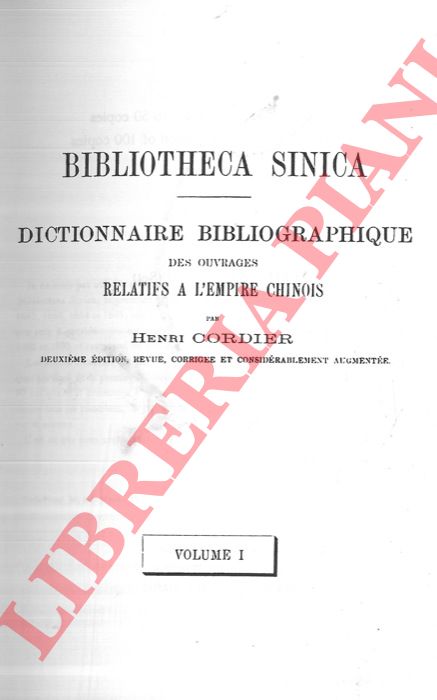 BIBLIOTHECA SINICA
DICTIONNAIRE BIBLIOGRAPHIQUE
DES OUVRAGES
RELATIFS A L'EMPIRE CHINOIS
PAR
HENRI CORDIER
DEUXIÈME ÉDITION, REVUE, CORRIGEE ET CONSIDÉRABLEMENT AUGMENTÉE.
VOLUME I
LIBRERIA PIANI